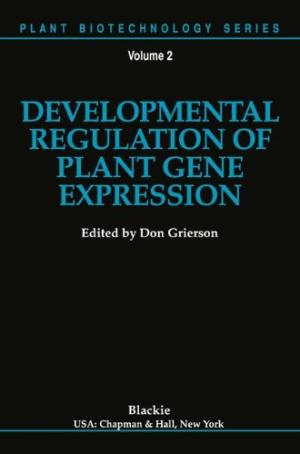 PLANT BIOTECHNOLOGY SERIES
Volume 2
DEVELOPMENTAL
REGULATION OF
PLANT GENE
EXPRESSION
Edited by Don Grierson
Blackie
USA: Chapman & Hall, New York